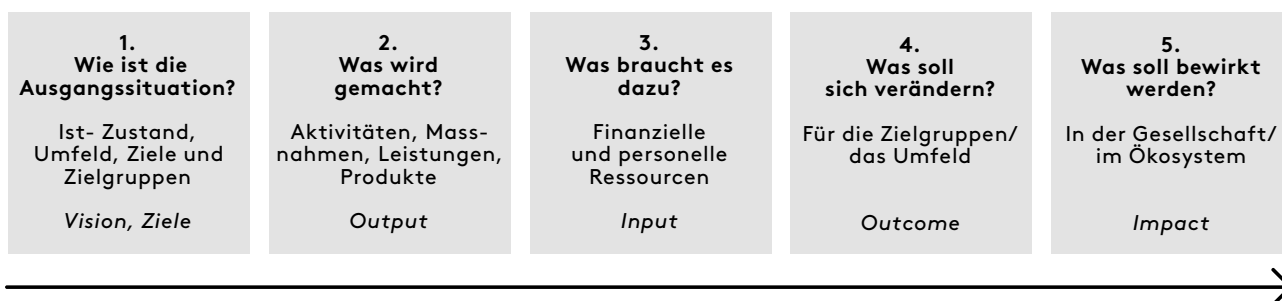 1.
Wie ist die
Ausgangssituation?
Ist- Zustand,
Umfeld, Ziele und
Zielgruppen
Vision, Ziele
2.
Was wird
gemacht?
Aktivitäten, Mass-
nahmen, Leistungen,
Produkte
Output
3.
Was braucht es
dazu?
Finanzielle
und personelle
Ressourcen
Input
4.
Was soll
sich verändern?
Für die Zielgruppen/
das Umfeld
Outcome
5.
Was soll bewirkt
werden?
In der Gesellschaft/
im Ökosystem
Impact